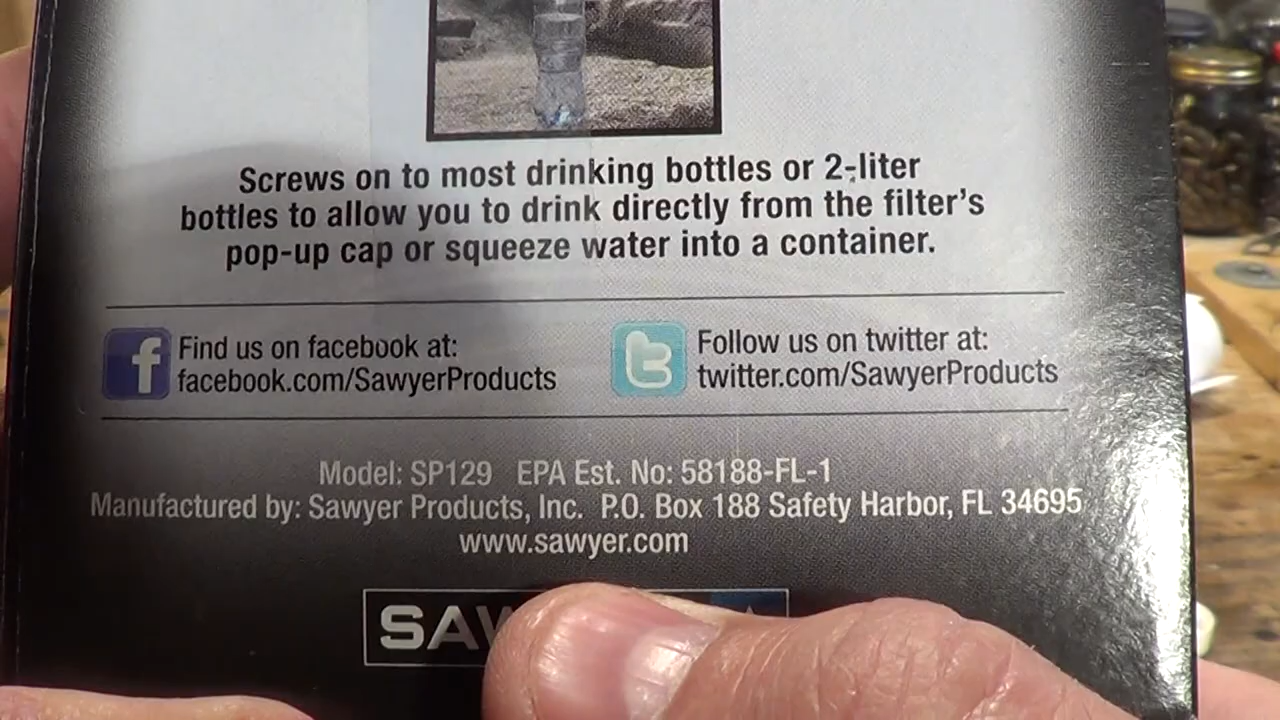 Screws on to most drinking bottles or 2-liter
bottles to allow you to drink directly from the filter's
pop-up cap or squeeze water into a container.
Find us on facebook at:
facebook.com/SawyerProducts
Follow us on twitter at:
twitter.com/SawyerProducts
Model: SP129 EPA Est. No: 58188-FL-1
Manufactured by: Sawyer Products, Inc. P.O. Box 188 Safety Harbor, FL 34695
www.sawyer.com